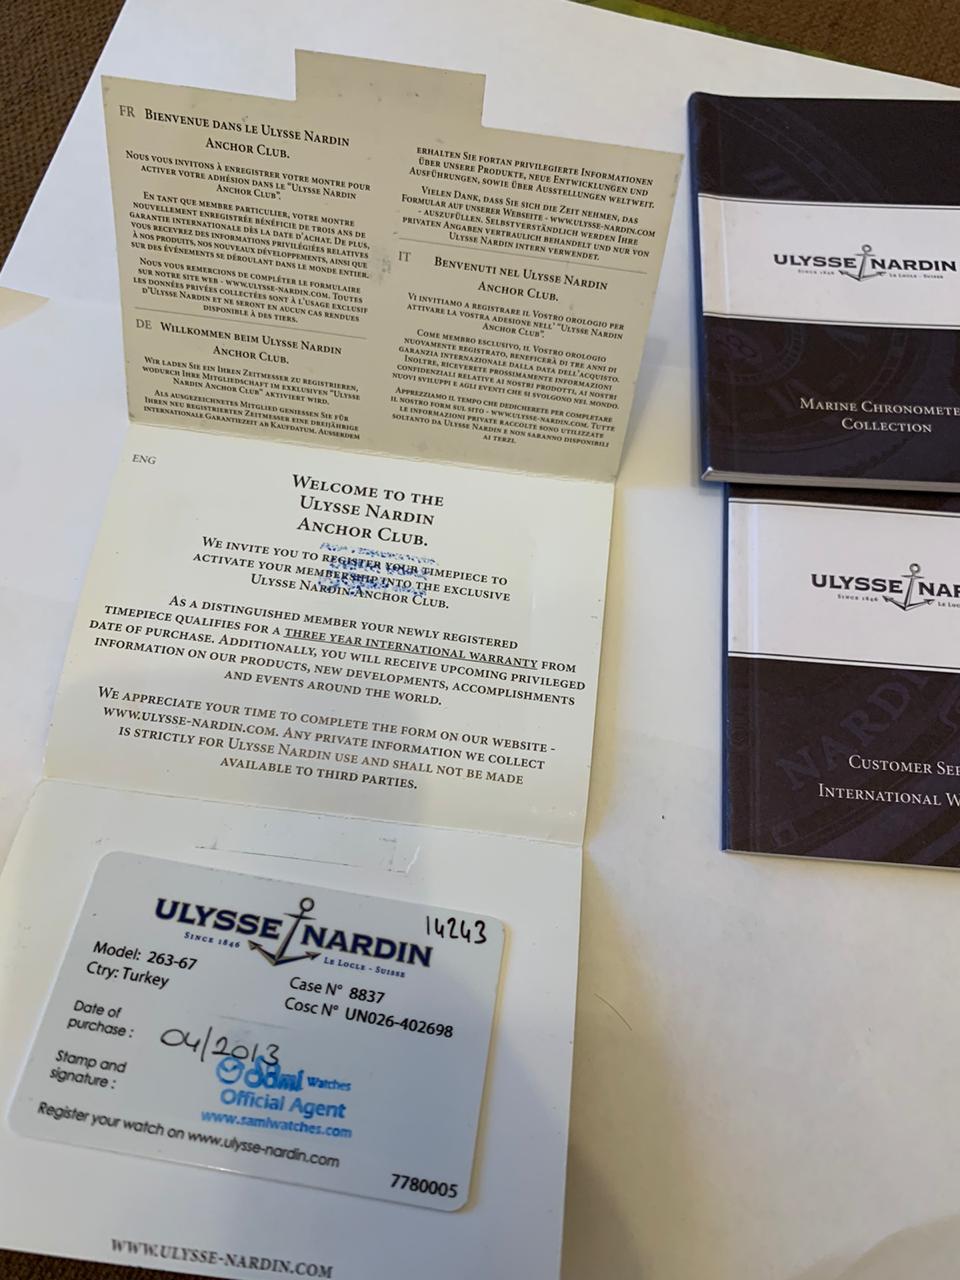 FR Bienvenue dans le Ulysse Nardin
Anchor Club.
Nous vous invitons à enregistrer votre montre pour
activer votre adhésion dans le "Ulysse Nardin
Anchor Club".
En tant que membre particulier, votre montre
nouvellement enregistrée bénéficie de trois ans de
garantie internationale dès la date d'achat. De plus,
vous recevrez des informations privilégiées relatives
à nos produits, nos nouveaux développements, ainsi que
sur des événements se déroulant dans le monde entier.
Nous vous remercions de compléter le formulaire
sur notre site web - www.ulysse-nardin.com. Toutes
les données privées collectées sont à l'usage exclusif
d'Ulysse Nardin et ne seront en aucun cas rendues
disponible à des tiers.
DE Willkommen beim Ulysse Nardin
Anchor Club.
Wir laden Sie ein Ihren Zeitmesser zu registrieren,
wodurch Ihre Mitgliedschaft im exklusiven "Ulysse
Nardin Anchor Club" aktiviert wird.
Als ausgezeichnetes Mitglied geniessen Sie für
Ihren neu registrierten Zeitmesser eine dreijährige
internationale Garantiezeit ab Kaufdatum. Ausserdem
erhalten Sie fortan privilegierte Informationen
über unsere Produkte, neue Entwicklungen und
Ausführungen, sowie über Ausstellungen weltweit.
Vielen Dank, dass Sie sich die Zeit nehmen, das
Formular auf unserer Webseite - www.ulysse-nardin.com
- auszufüllen. Selbstverständlich werden Ihre
privaten Angaben vertraulich behandelt und nur von
Ulysse Nardin intern verwendet.
IT Benvenuti nel Ulysse Nardin
Anchor Club.
Vi invitiamo a registrare il Vostro orologio per
attivare la vostra adesione nell' "Ulysse Nardin
Anchor Club".
Come membro esclusivo, il Vostro orologio
nuovamente registrato, beneficerà di tre anni di
garanzia internazionale dalla data dell'acquisto.
Inoltre, riceverete prossimamente informazioni
confidenziali relative ai nostri prodotti, ai nostri
nuovi sviluppi e agli eventi che si svolgono nel mondo.
Apprezziamo il tempo che dedicherete per completare
il nostro form sul sito - www.ulysse-nardin.com. Tutte
le informazioni private raccolte sono utilizzate
soltanto da Ulysse Nardin e non saranno disponibili
ai terzi.
ENG
Welcome to the
Ulysse Nardin
Anchor Club.
We invite you to register your timepiece to
activate your membership into the exclusive
Ulysse Nardin Anchor Club.
As a distinguished member your newly registered
timepiece qualifies for a three year international warranty from
date of purchase. Additionally, you will receive upcoming privileged
information on our products, new developments, accomplishments
and events around the world.
We appreciate your time to complete the form on our website -
www.ulysse-nardin.com. Any private information we collect
is strictly for Ulysse Nardin use and shall not be made
available to third parties.
ULYSSE NARDIN
Since 1846 Le Locle - Suisse
14243
Model: 263-67
Ctry: Turkey
Case N° 8837
Cosc N° UN026-402698
Date of
purchase : 04/2013
Stamp and
signature :
Sami Watches
Official Agent
www.samiwatches.com
Register your watch on www.ulysse-nardin.com
7780005
www.ulysse-nardin.com
ULYSSE NARDIN
Since 1846 Le Locle - Suisse
Marine Chronomete
Collection
ULYSSE NAR
Since 1846 Le Loc
Customer Ser
International W